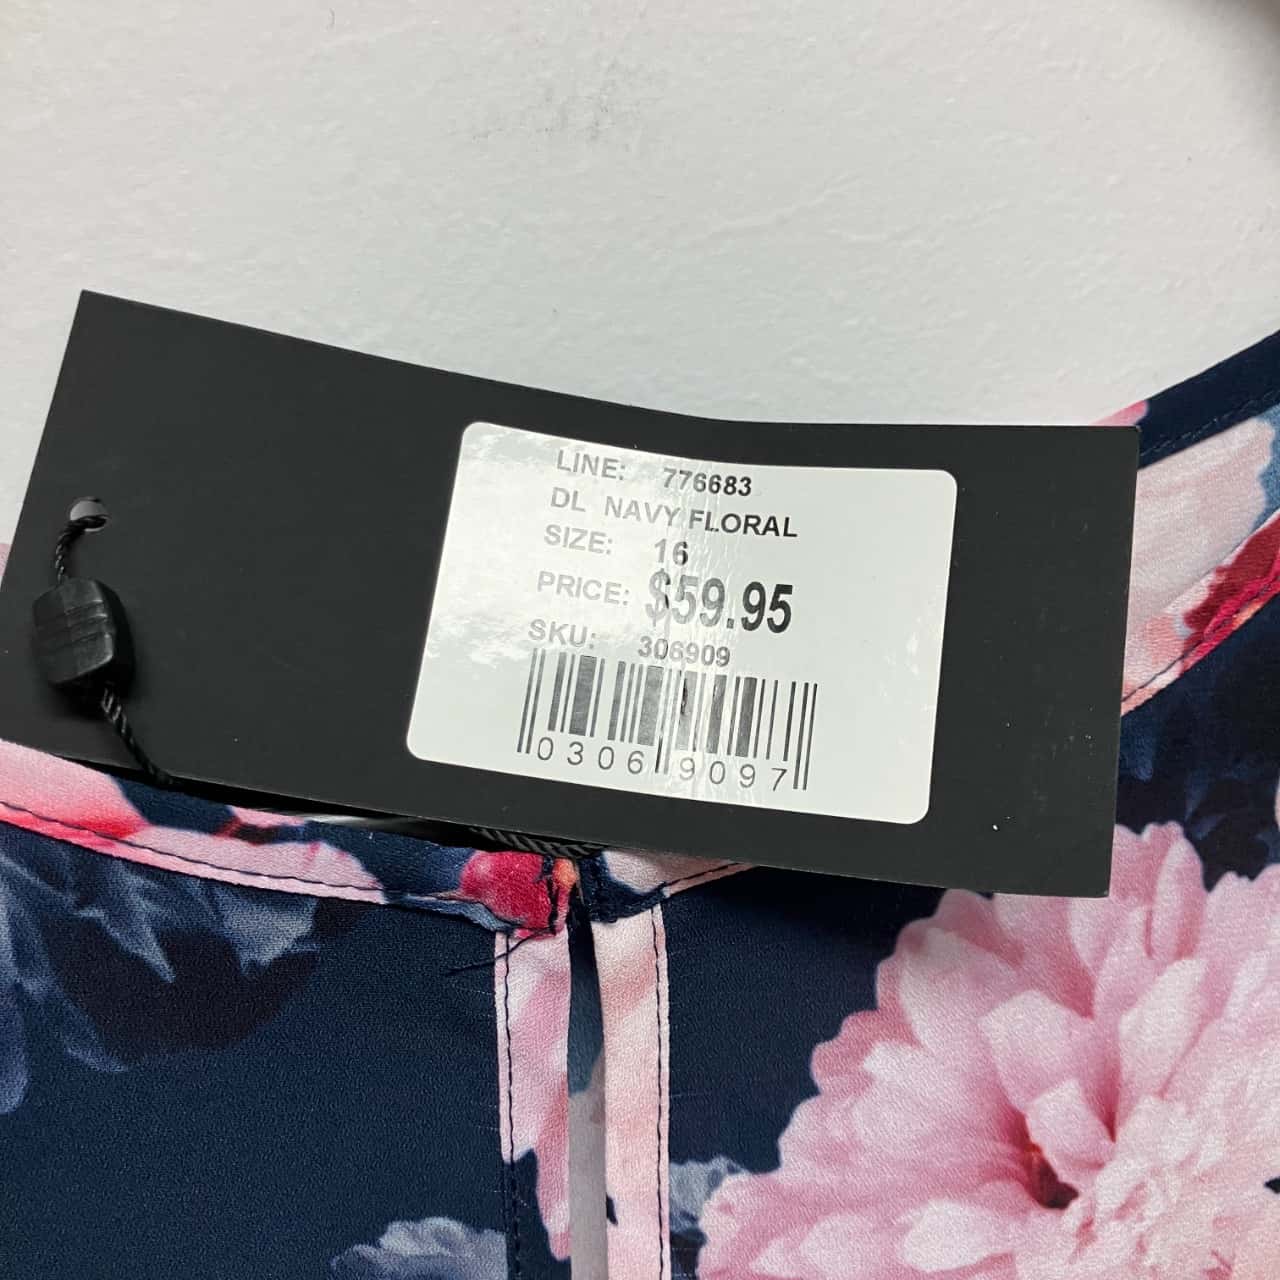 LINE: 776683
DL NAVY FLORAL
SIZE: 16
PRICE: $59.95
SKU: 306909
0306 9097